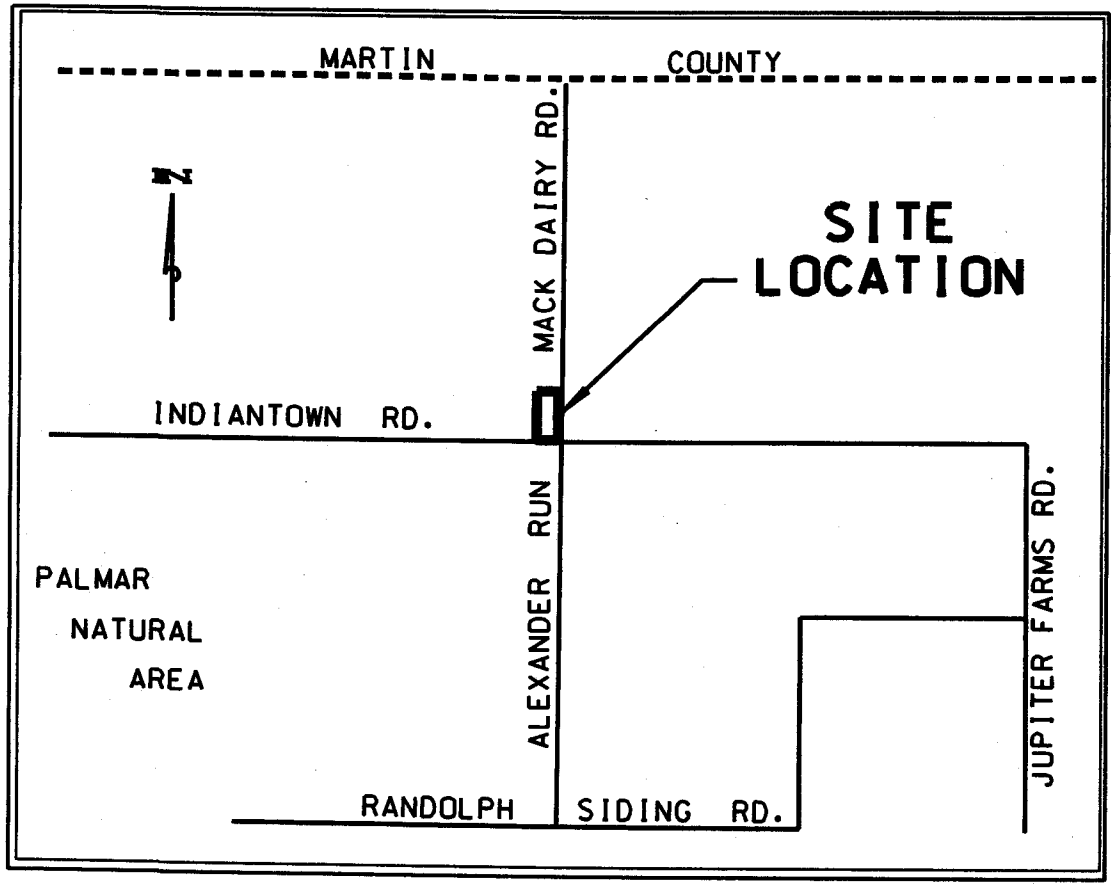 MARTIN COUNTY
MACK DAIRY RD.
N
SITE
LOCATION
INDIANTOWN RD.
ALEXANDER RUN
JUPITER FARMS RD.
PALMAR
NATURAL
AREA
RANDOLPH SIDING RD.